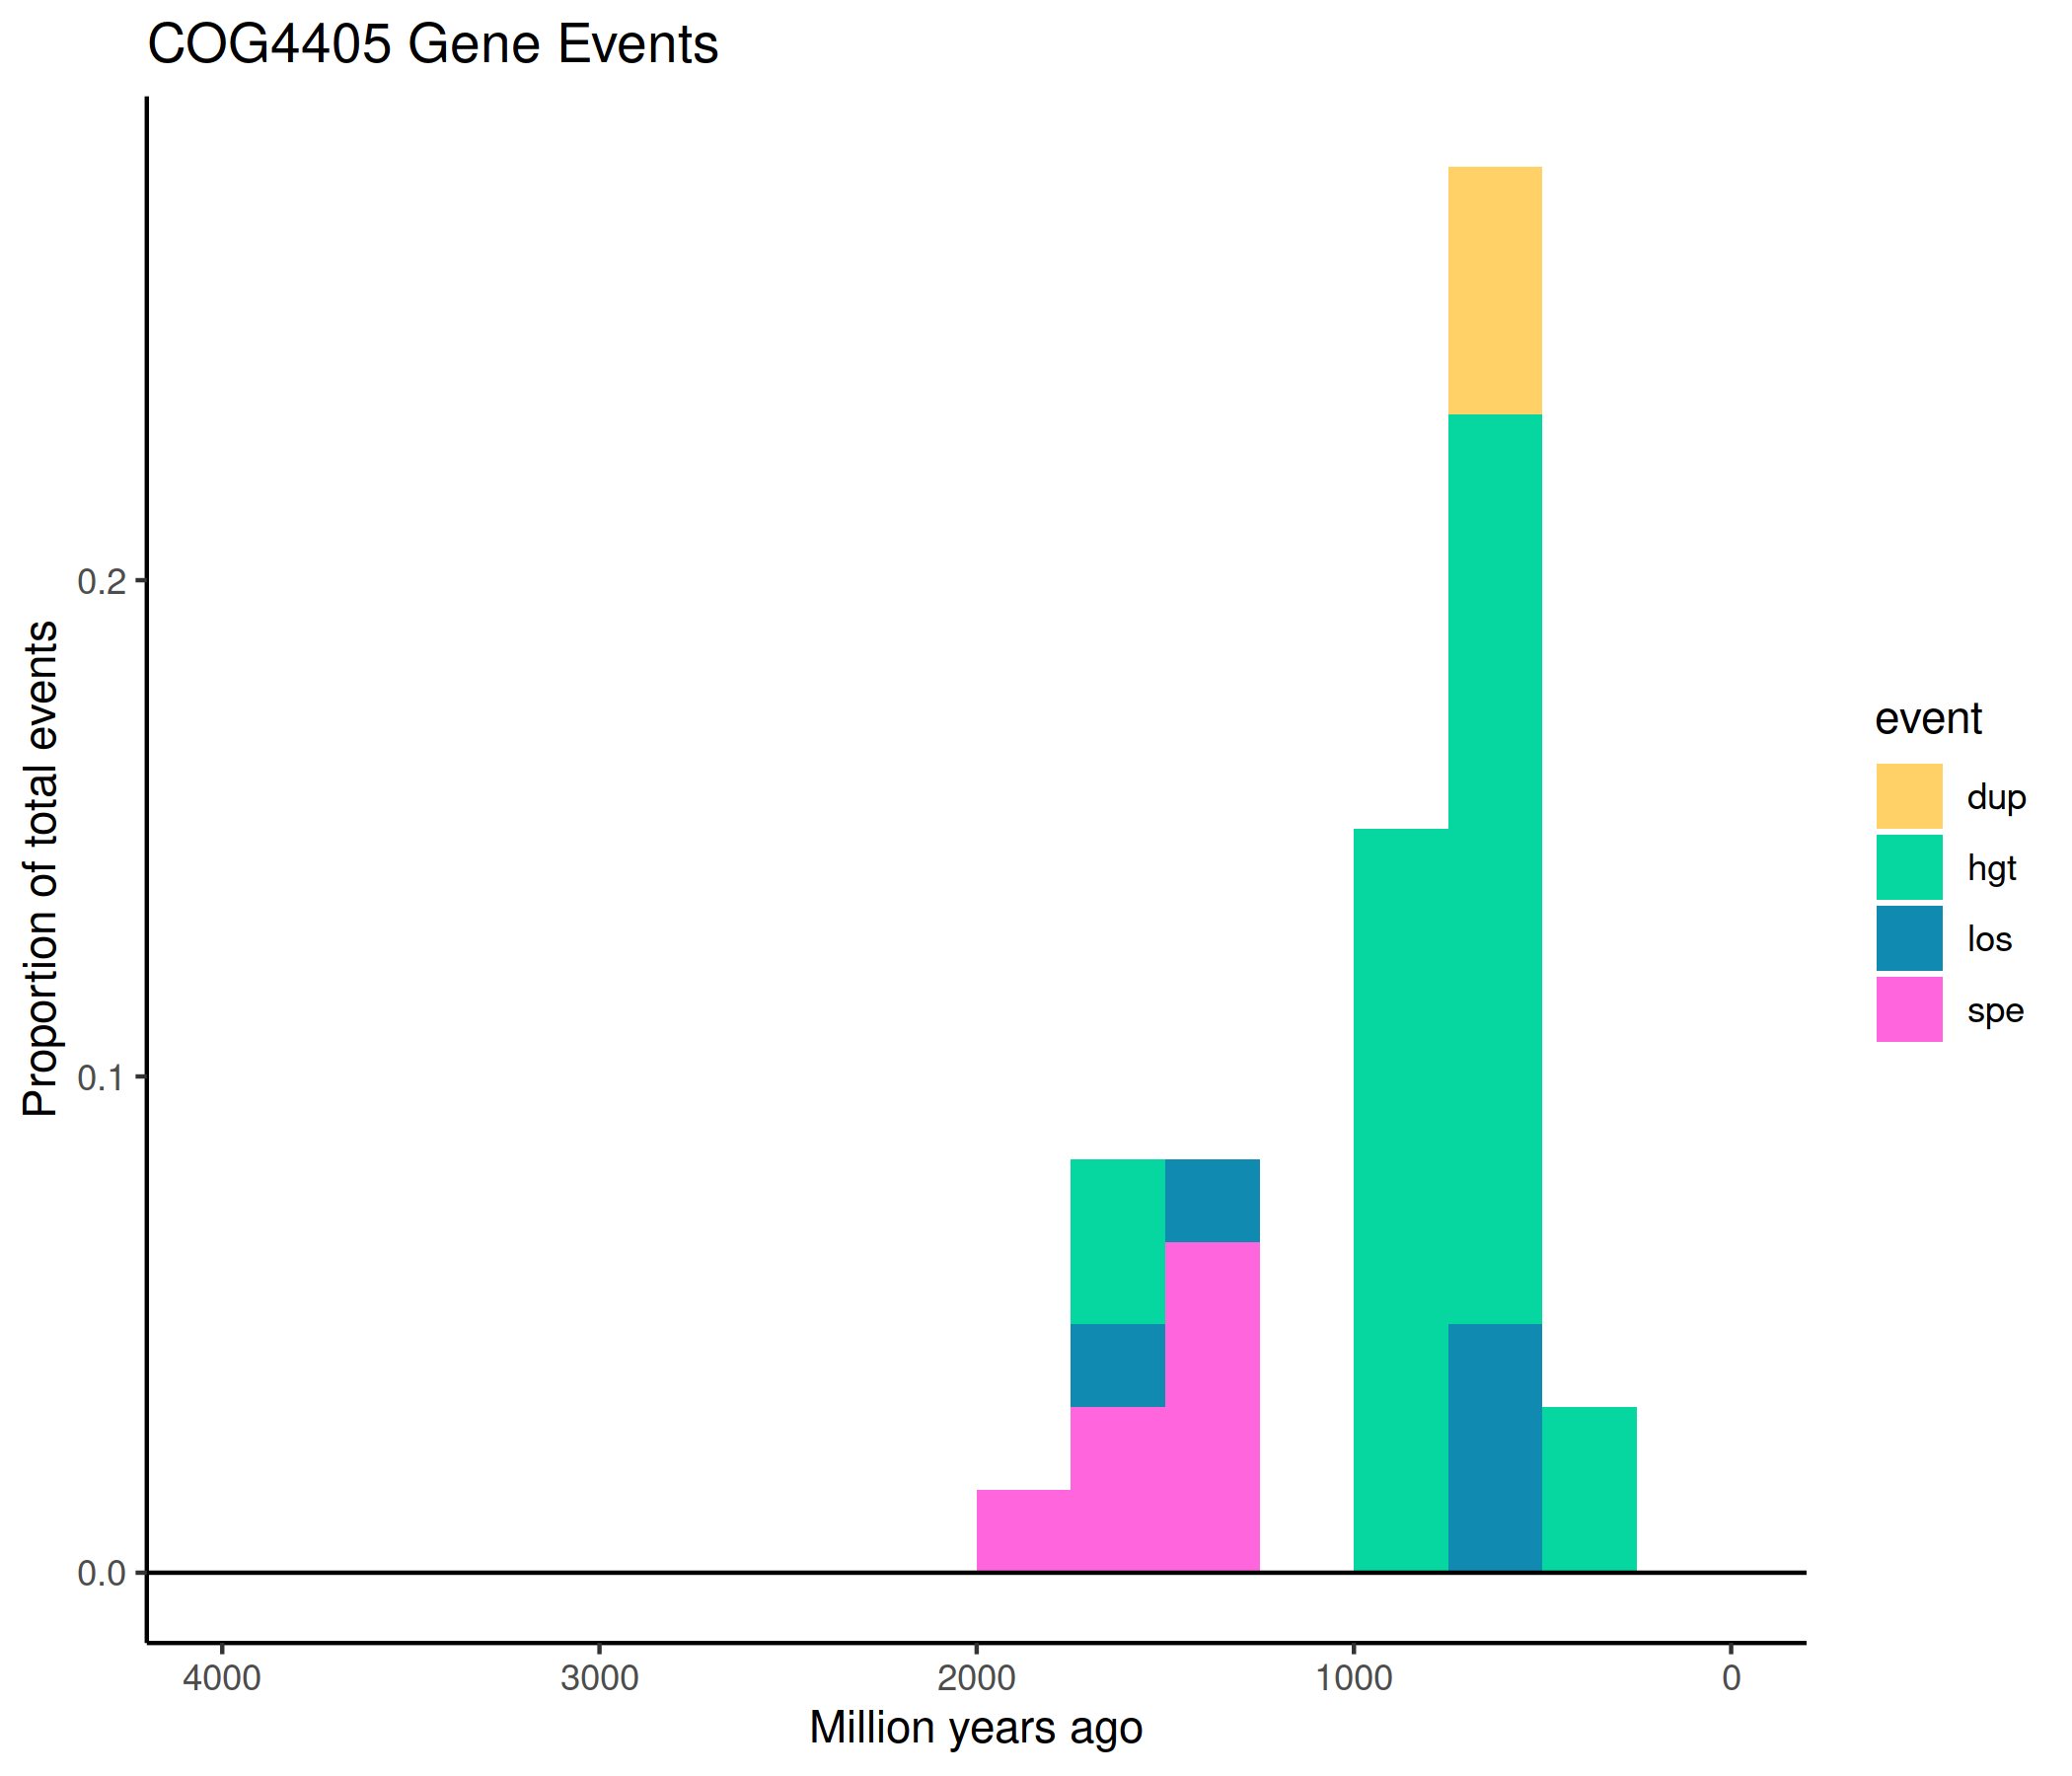 COG4405 Gene Events
Proportion of total events
0.2
0.1
0.0
4000 3000 2000 1000 0
Million years ago
event
dup
hgt
los
spe